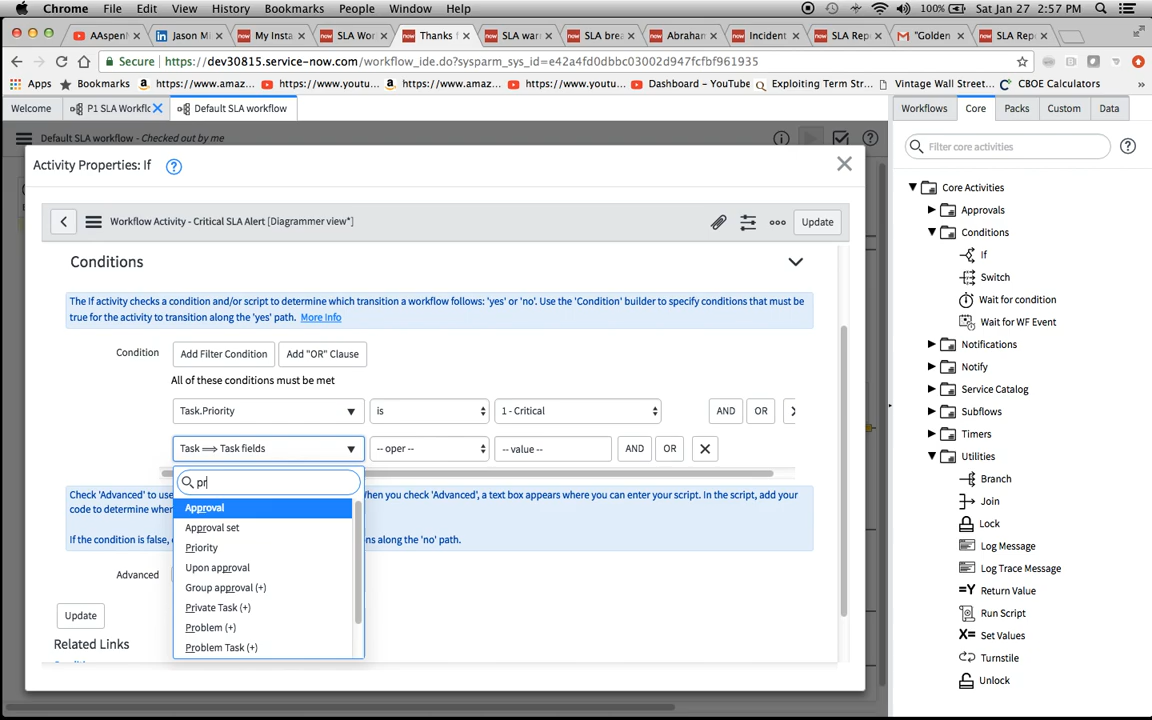 Chrome File Edit View History Bookmarks People Window Help 100% Sat Jan 27 2:57 PM
AAspen Jason Mi My Insta SLA Wor Thanks f SLA warr SLA brea Abraham Incident SLA Repo "Golden SLA Repo
Secure https://dev30815.service-now.com/workflow_ide.do?sysparm_sys_id=e42a4fd0dbbc03002d947fcfbf961935
Apps Bookmarks https://www.amaz... https://www.youtu... https://www.amaz... https://www.youtu... Dashboard – YouTube Exploiting Term Str... Vintage Wall Street... CBOE Calculators »
Welcome P1 SLA Workflo Default SLA workflow
Workflows Core Packs Custom Data
Default SLA workflow - Checked out by me
Filter core activities
Activity Properties: If
Workflow Activity - Critical SLA Alert [Diagrammer view*] Update
Conditions
The If activity checks a condition and/or script to determine which transition a workflow follows: 'yes' or 'no'. Use the 'Condition' builder to specify conditions that must be
true for the activity to transition along the 'yes' path. More Info
Condition Add Filter Condition Add "OR" Clause
All of these conditions must be met
Task.Priority is 1 - Critical AND OR
Task ⟹ Task fields -- oper -- -- value -- AND OR
pr
Approval
Approval set
Priority
Upon approval
Group approval (+)
Private Task (+)
Problem (+)
Problem Task (+)
Check 'Advanced' to use When you check 'Advanced', a text box appears where you can enter your script. In the script, add your
code to determine wher
If the condition is false, ns along the 'no' path.
Advanced
Update
Related Links
Core Activities
Approvals
Conditions
If
Switch
Wait for condition
Wait for WF Event
Notifications
Notify
Service Catalog
Subflows
Timers
Utilities
Branch
Join
Lock
Log Message
Log Trace Message
Return Value
Run Script
Set Values
Turnstile
Unlock